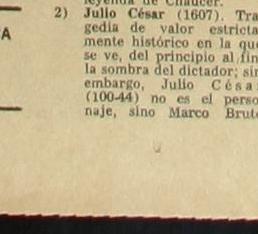 leyenda de Chaucer.
2) Julio César (1607). Tra
gedia de valor estricta
mente histórico en la que
se ve, del principio al fin
la sombra del dictador; sin
embargo, Julio Césa
(100-44) no es el perso
naje, sino Marco Brut
A